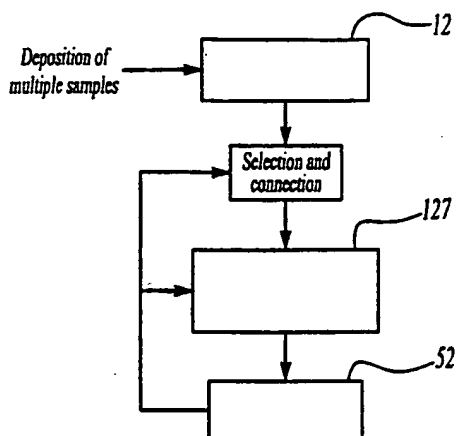 12
Deposition of
multiple samples
Selection and
connection
127
52